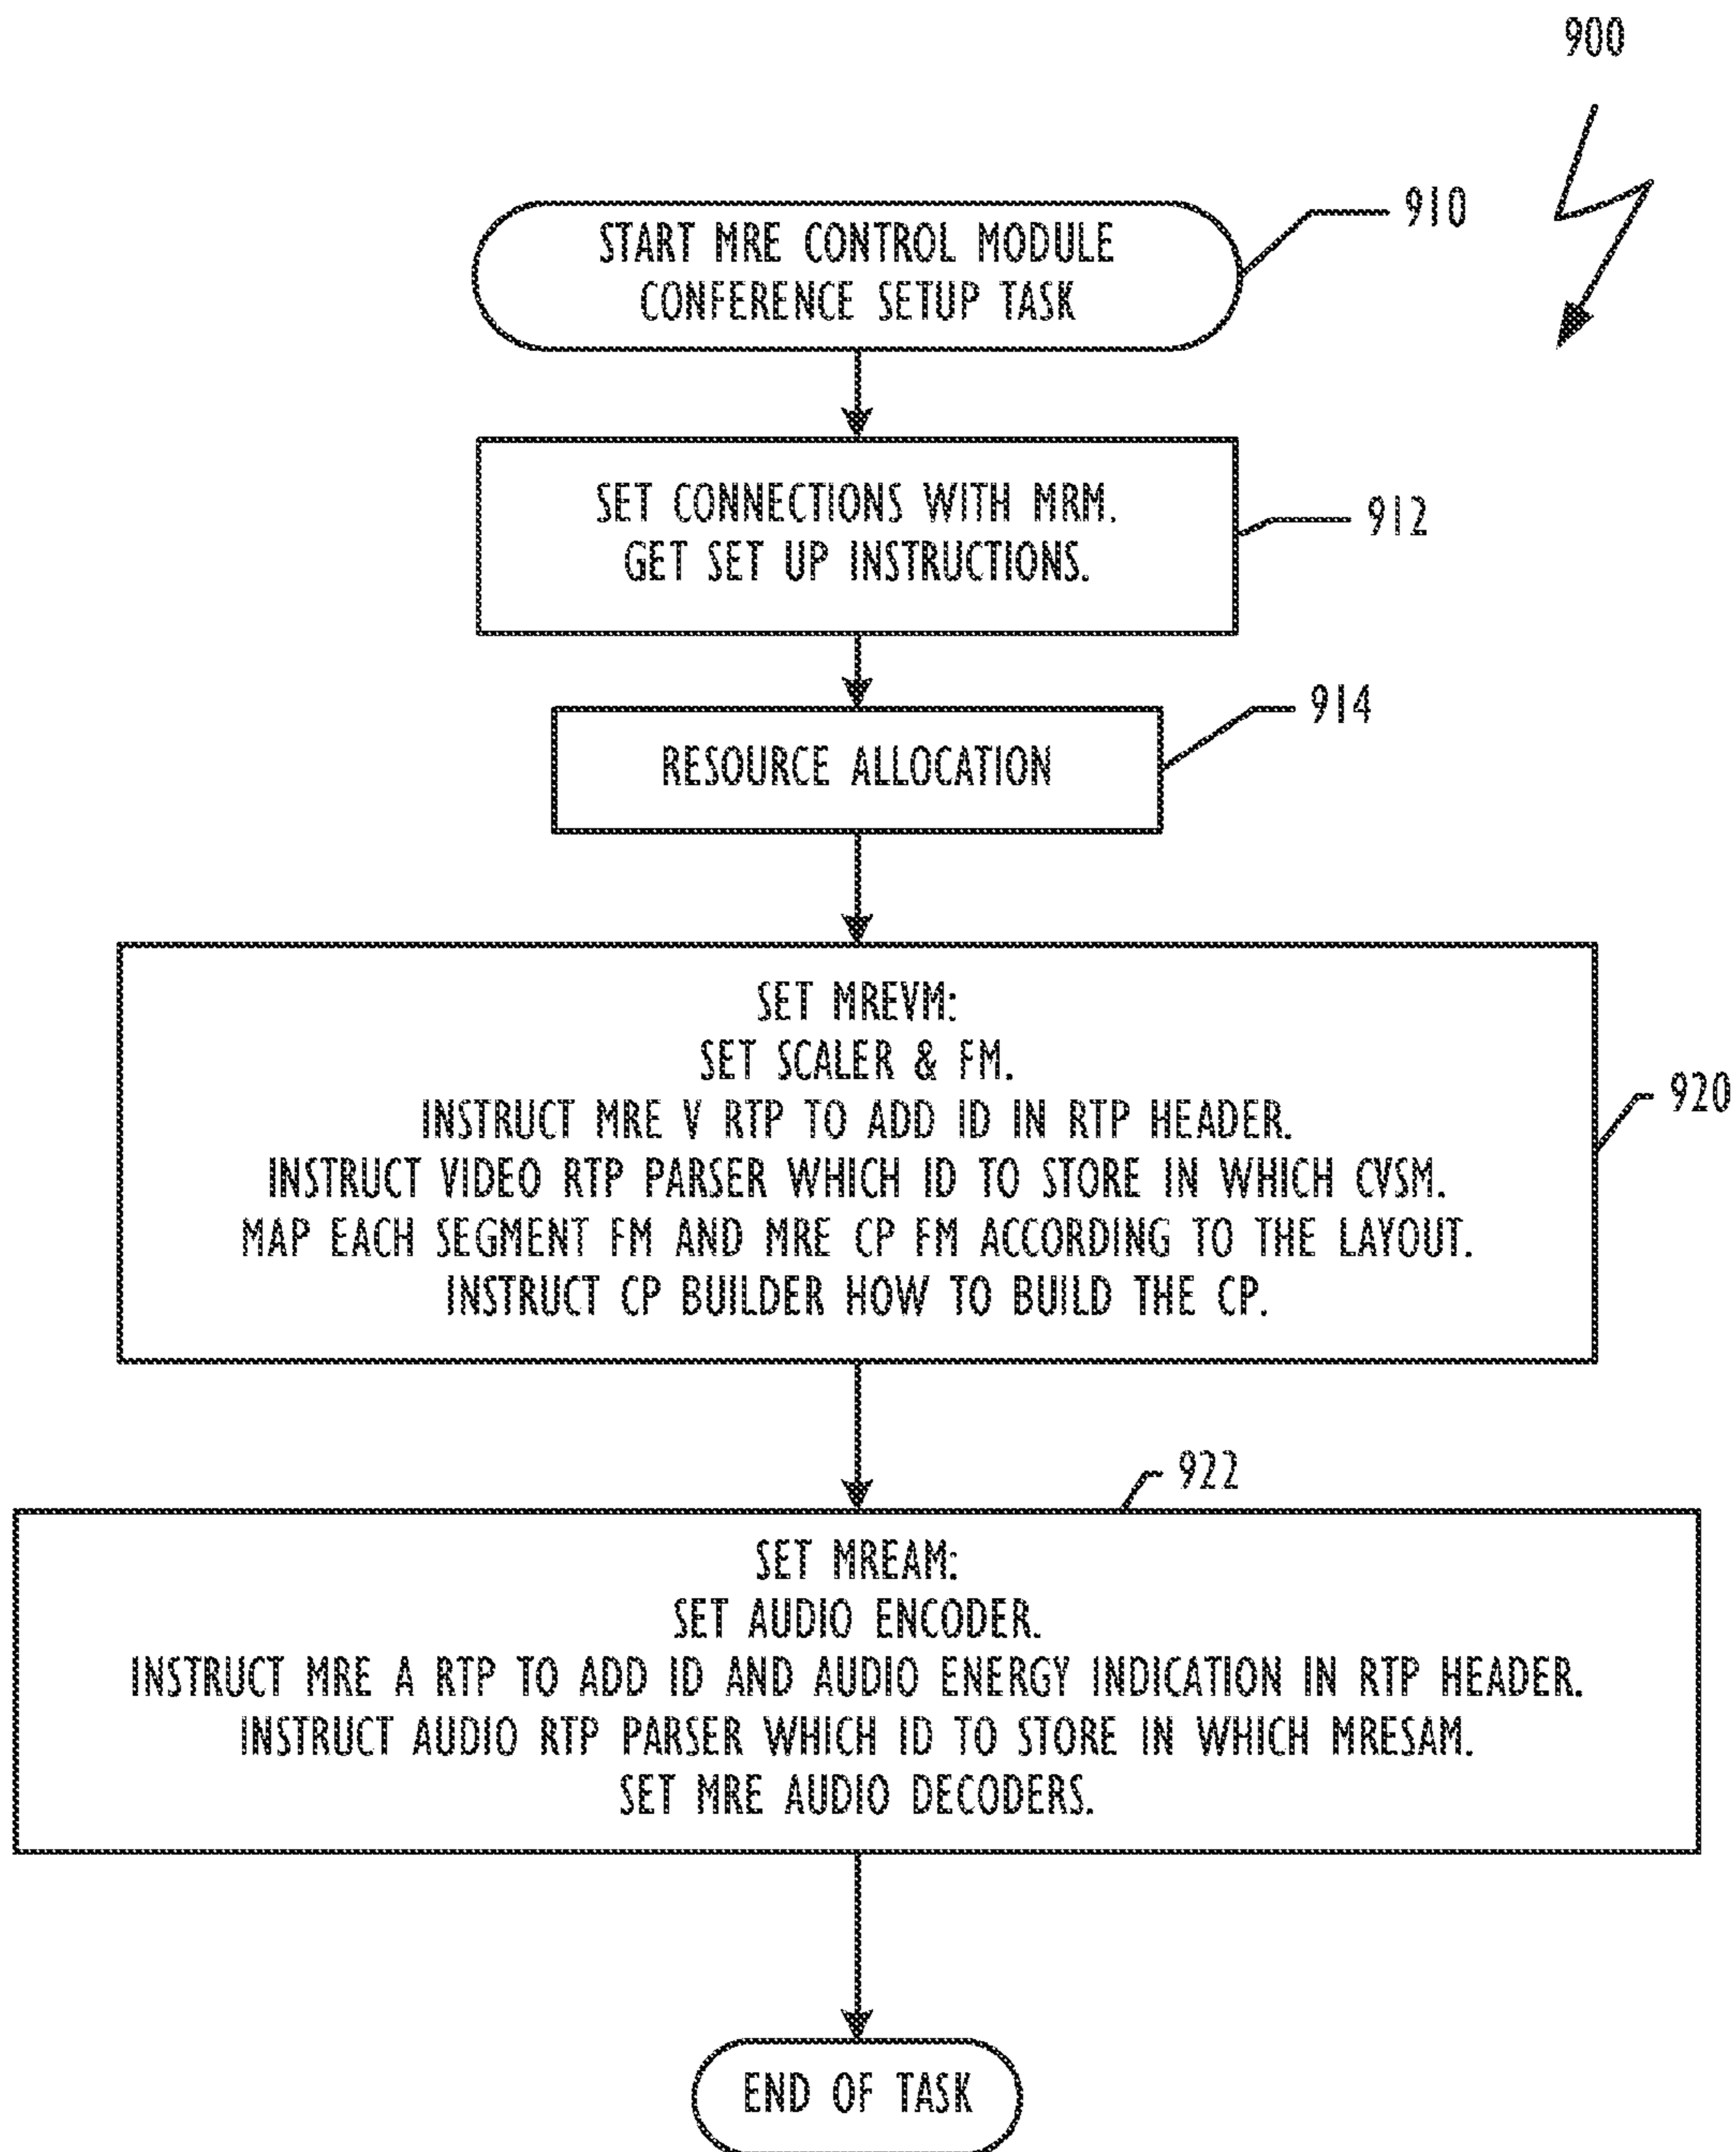 900
910
START MRE CONTROL MODULE
CONFERENCE SETUP TASK
SET CONNECTIONS WITH MRM.
GET SET UP INSTRUCTIONS.
912
914
RESOURCE ALLOCATION
SET MREVM:
SET SCALER & FM.
INSTRUCT MRE V RTP TO ADD ID IN RTP HEADER.
INSTRUCT VIDEO RTP PARSER WHICH ID TO STORE IN WHICH CVSM.
MAP EACH SEGMENT FM AND MRE CP FM ACCORDING TO THE LAYOUT.
INSTRUCT CP BUILDER HOW TO BUILD THE CP.
920
922
SET MREAM:
SET AUDIO ENCODER.
INSTRUCT MRE A RTP TO ADD ID AND AUDIO ENERGY INDICATION IN RTP HEADER.
INSTRUCT AUDIO RTP PARSER WHICH ID TO STORE IN WHICH MRESAM.
SET MRE AUDIO DECODERS.
END OF TASK